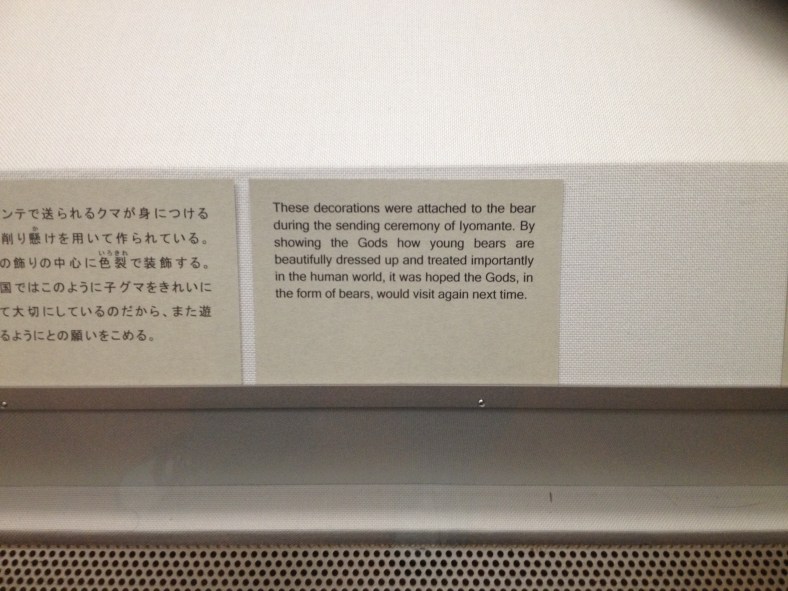 ンテで送られるクマが身につける
削り懸けを用いて作られている。
の飾りの中心に色裂で装飾する。
国ではこのように子グマをきれいに
て大切にしているのだから、また遊
るようにとの願いをこめる。
These decorations were attached to the bear
during the sending ceremony of Iyomante. By
showing the Gods how young bears are
beautifully dressed up and treated importantly
in the human world, it was hoped the Gods, in
the form of bears, would visit again next time.